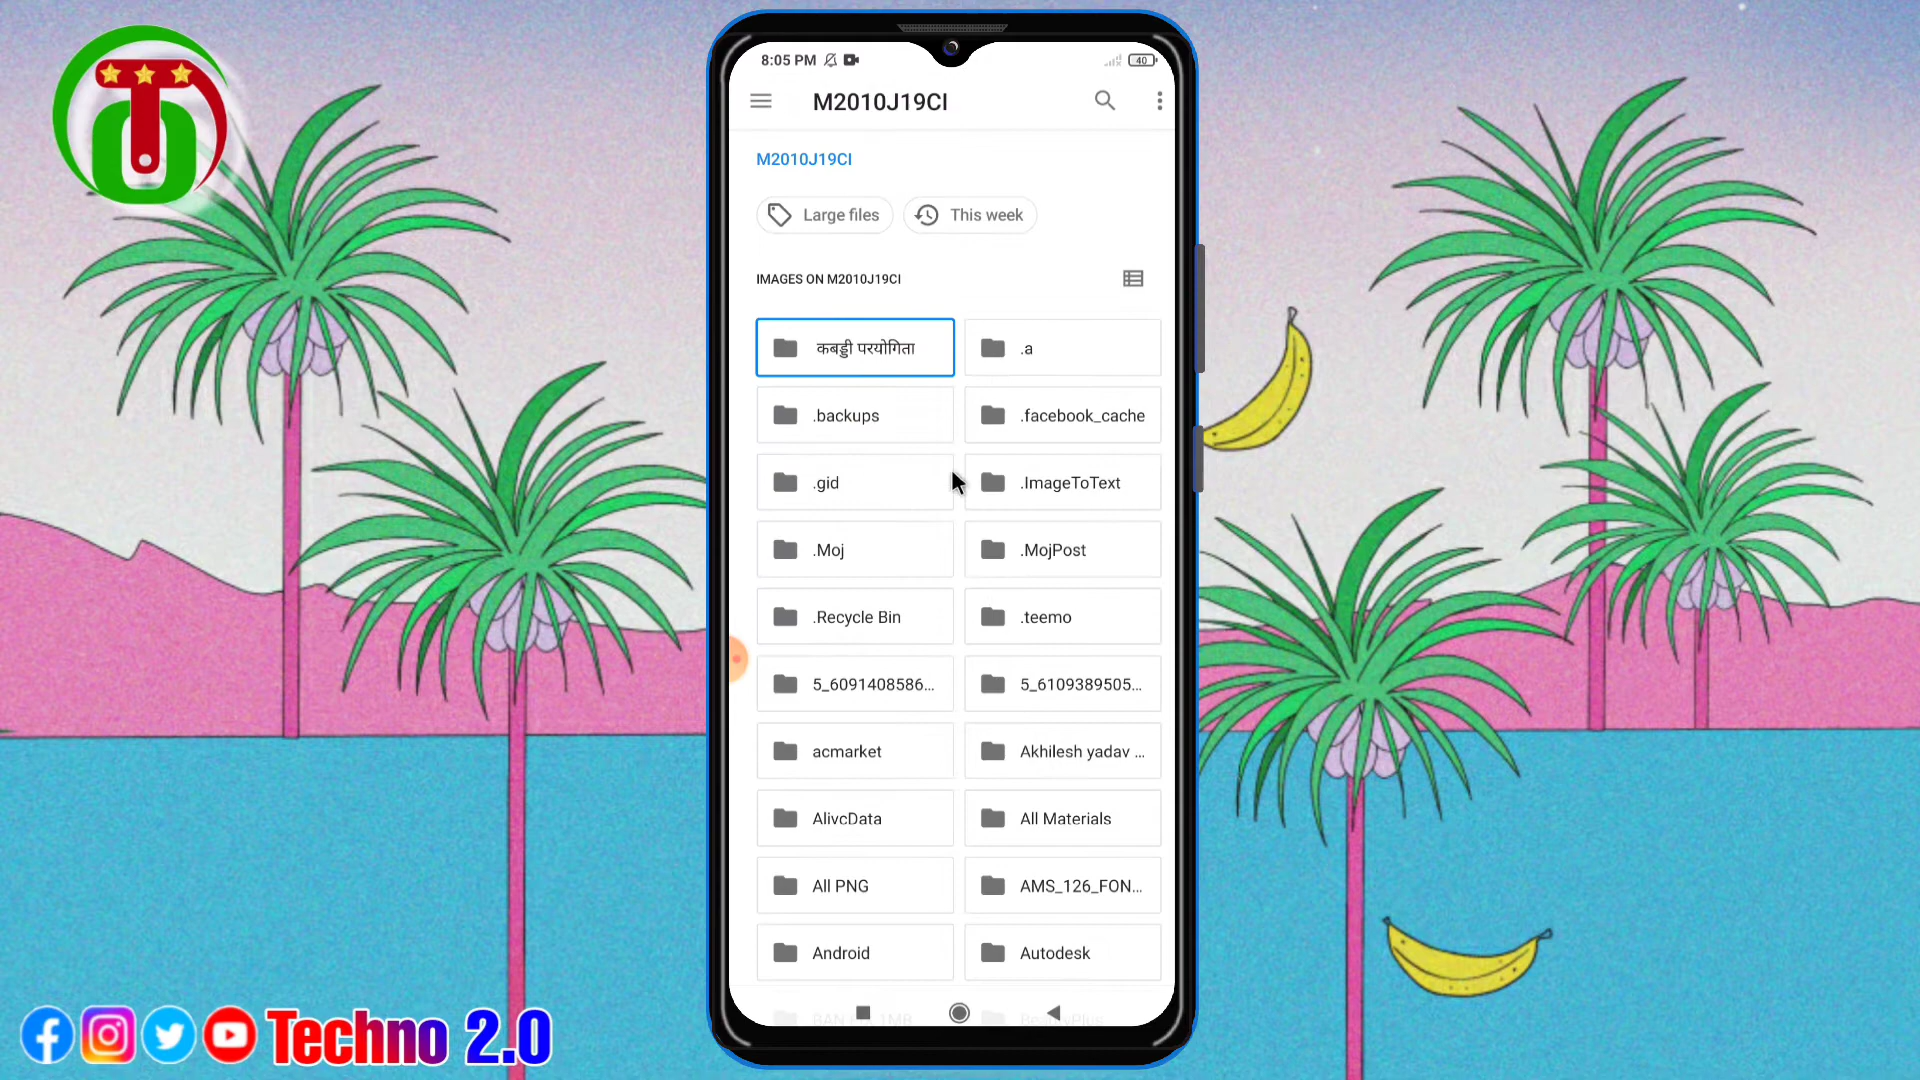 8:05 PM
40
M2010J19CI
M2010J19CI
Large files
This week
IMAGES ON M2010J19CI
कबड्डी परयोगिता
.a
.backups
.facebook_cache
.gid
.ImageToText
.Moj
.MojPost
.Recycle Bin
.teemo
5_6091408586...
5_6109389505...
acmarket
Akhilesh yadav ...
AlivcData
All Materials
All PNG
AMS_126_FON...
Android
Autodesk
BeautyPlus
Techno 2.0